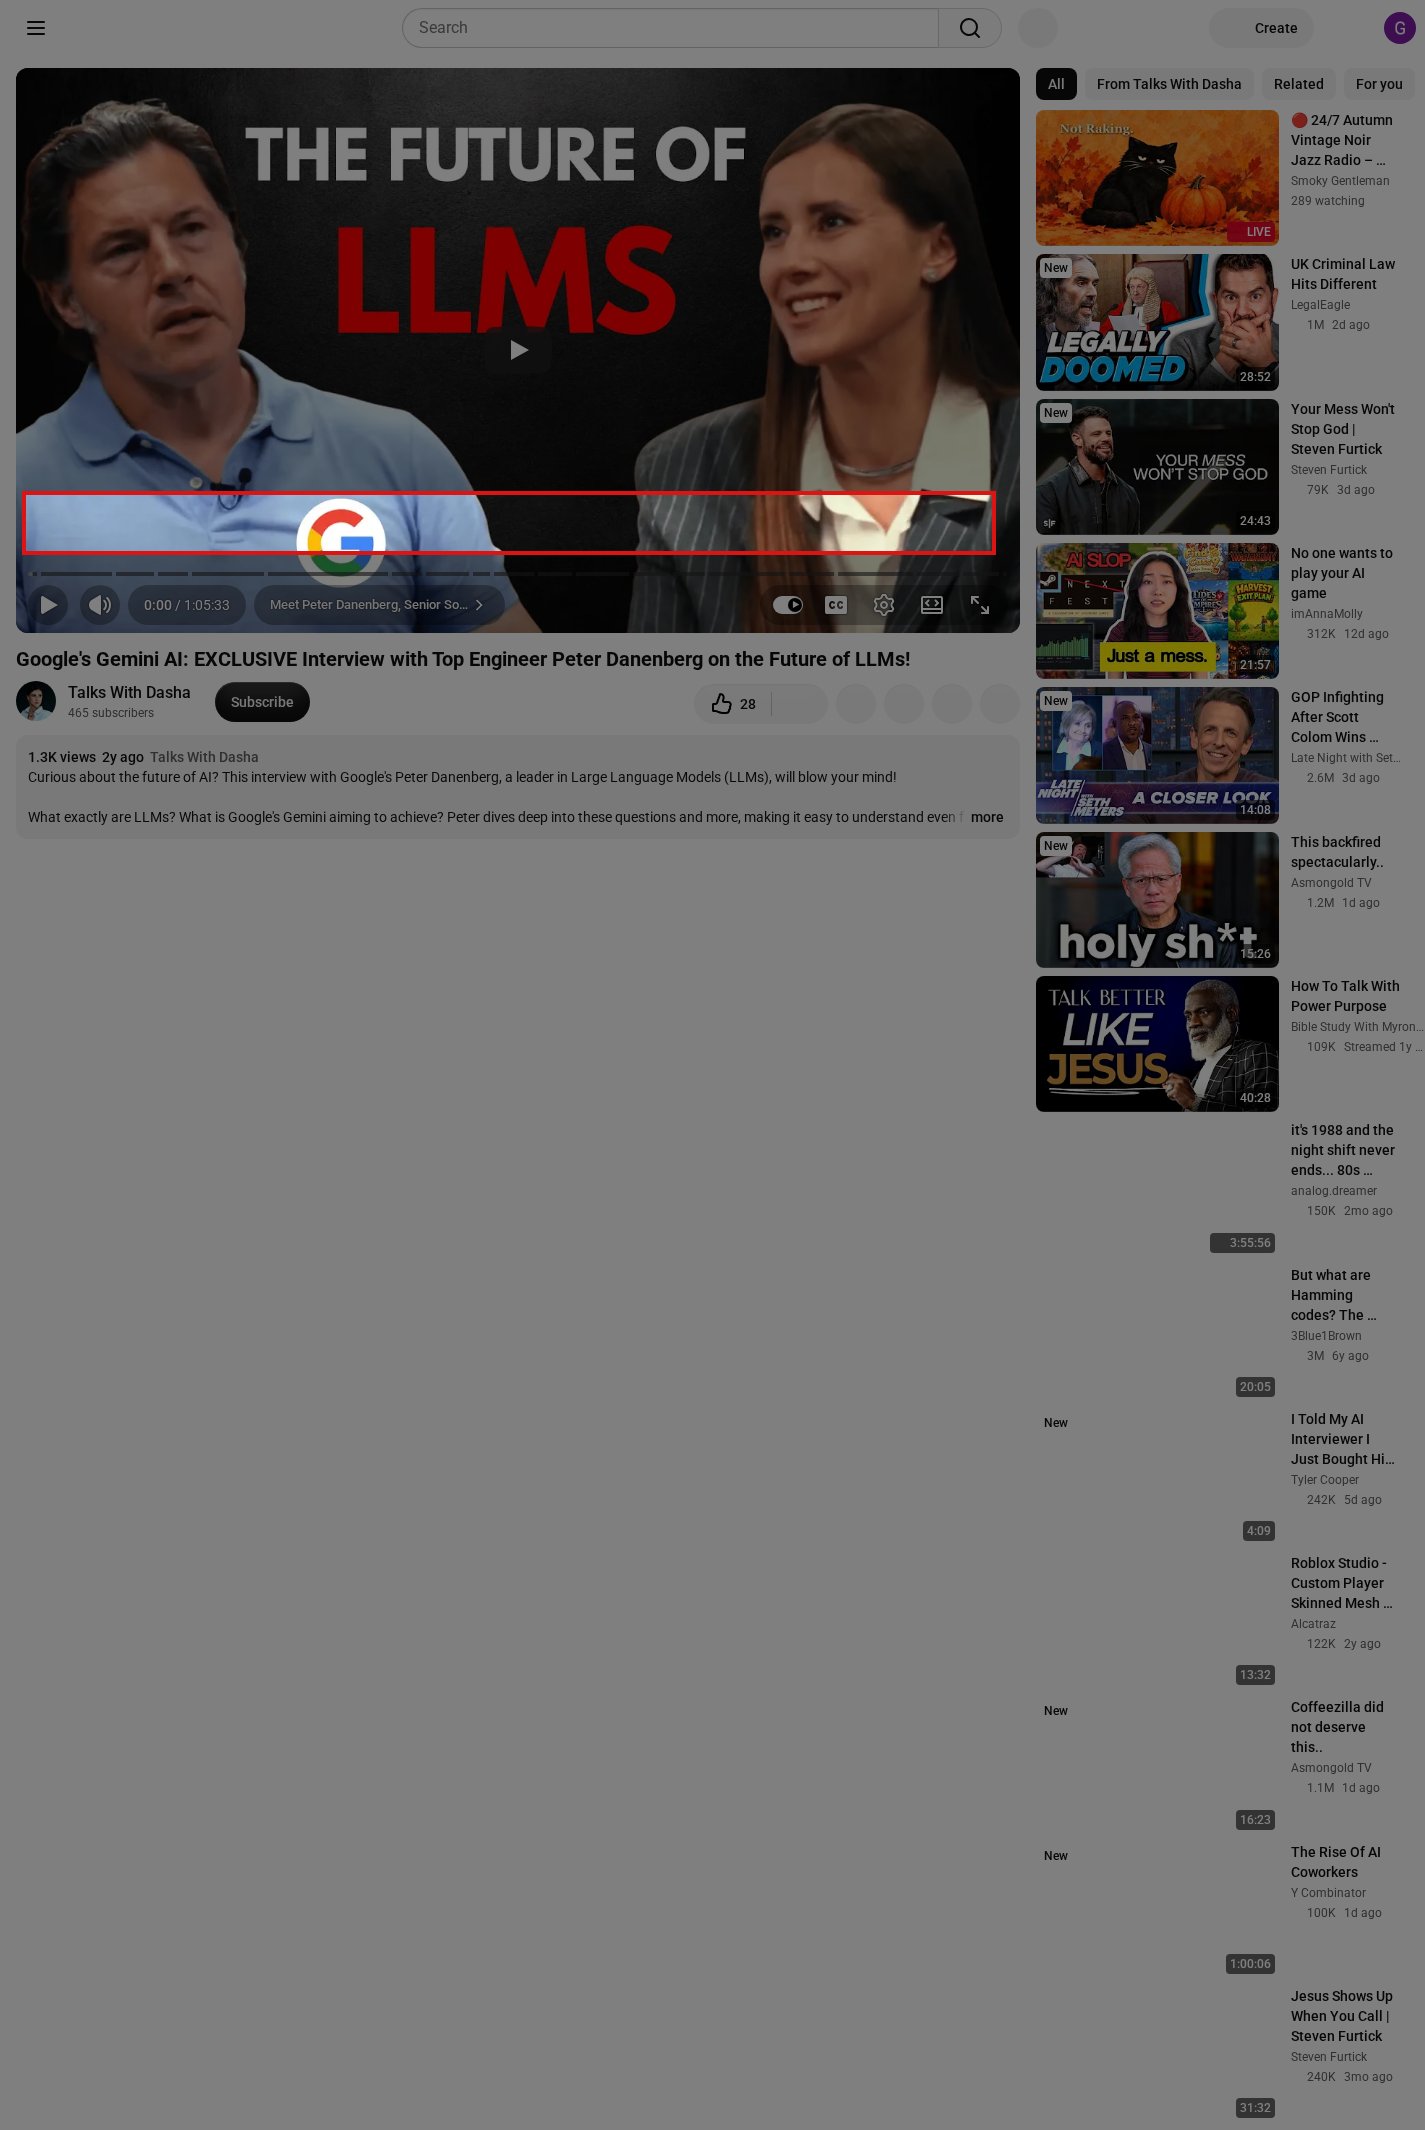 Search
Create
G
THE FUTURE OF
LLMS
0:00 / 1:05:33
Meet Peter Danenberg, Senior So...
CC
Google's Gemini AI: EXCLUSIVE Interview with Top Engineer Peter Danenberg on the Future of LLMs!
Talks With Dasha
465 subscribers
Subscribe
28
1.3K views 2y ago Talks With Dasha
Curious about the future of AI? This interview with Google's Peter Danenberg, a leader in Large Language Models (LLMs), will blow your mind!
What exactly are LLMs? What is Google's Gemini aiming to achieve? Peter dives deep into these questions and more, making it easy to understand even
more
All
From Talks With Dasha
Related
For you
Not Raking.
LIVE
24/7 Autumn
Vintage Noir
Jazz Radio – ...
Smoky Gentleman
289 watching
New
LEGALLY
DOOMED
28:52
UK Criminal Law
Hits Different
LegalEagle
1M 2d ago
New
YOUR MESS
WON'T STOP GOD
S|F
24:43
Your Mess Won't
Stop God |
Steven Furtick
Steven Furtick
79K 3d ago
AI SLOP
NEXT
FEST
HARVEST
EXIT PLAN!
Just a mess.
21:57
No one wants to
play your AI
game
imAnnaMolly
312K 12d ago
New
LATE
NIGHT WITH
SETH
MEYERS
A CLOSER LOOK
14:08
GOP Infighting
After Scott
Colom Wins ...
Late Night with Set...
2.6M 3d ago
New
holy sh*t
15:26
This backfired
spectacularly..
Asmongold TV
1.2M 1d ago
TALK BETTER
LIKE
JESUS
40:28
How To Talk With
Power Purpose
Bible Study With Myron...
109K Streamed 1y ...
3:55:56
it's 1988 and the
night shift never
ends... 80s ...
analog.dreamer
150K 2mo ago
20:05
But what are
Hamming
codes? The ...
3Blue1Brown
3M 6y ago
New
4:09
I Told My AI
Interviewer I
Just Bought Hi...
Tyler Cooper
242K 5d ago
13:32
Roblox Studio -
Custom Player
Skinned Mesh ...
Alcatraz
122K 2y ago
New
16:23
Coffeezilla did
not deserve
this..
Asmongold TV
1.1M 1d ago
New
1:00:06
The Rise Of AI
Coworkers
Y Combinator
100K 1d ago
31:32
Jesus Shows Up
When You Call |
Steven Furtick
Steven Furtick
240K 3mo ago